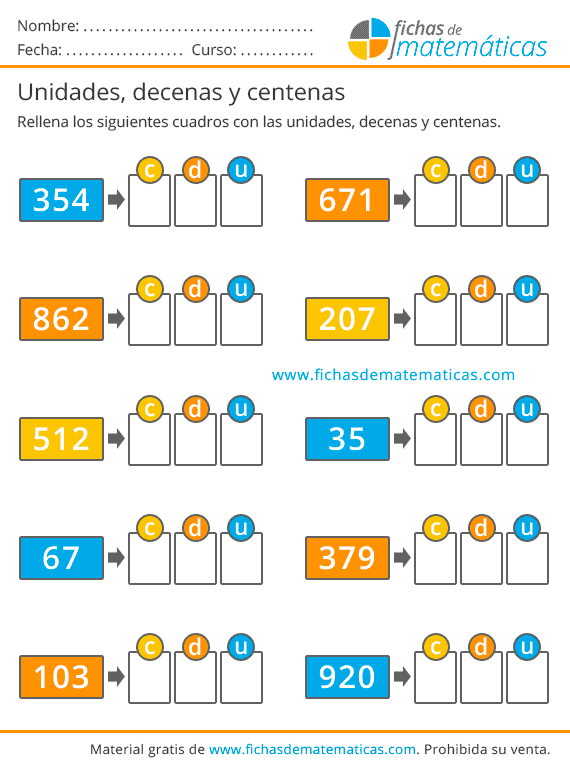 Nombre: .....................................
Fecha: ................... Curso: ............
fichas de
matemáticas
Unidades, decenas y centenas
Rellena los siguientes cuadros con las unidades, decenas y centenas.
354 c d u 671 c d u
862 c d u 207 c d u
www.fichasdematematicas.com
512 c d u 35 c d u
67 c d u 379 c d u
103 c d u 920 c d u
Material gratis de www.fichasdematematicas.com. Prohibida su venta.